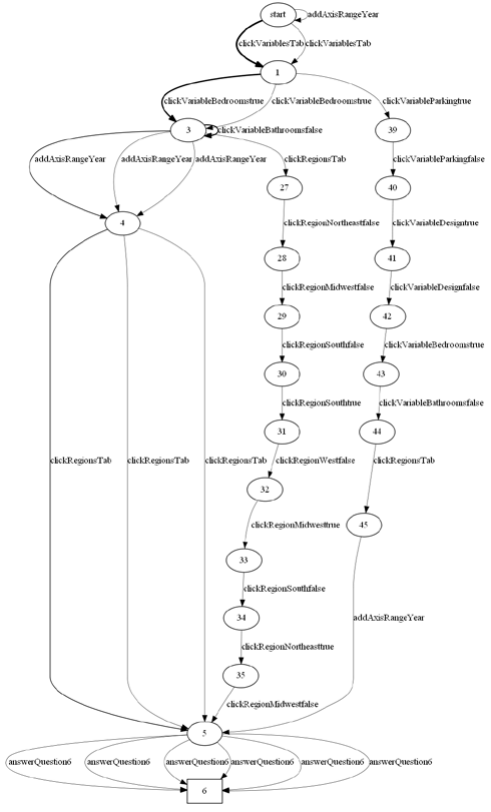 start
addAxisRangeYear
clickVariablesTab clickVariablesTab
1
clickVariableBedroomstrue clickVariableBedroomstrue clickVariableParkingtrue
3 clickVariableBathroomsfalse 39
addAxisRangeYear addAxisRangeYear addAxisRangeYear clickRegionsTab clickVariableParkingfalse
27 40
4 clickRegionNortheastfalse clickVariableDesigntrue
28 41
clickRegionMidwestfalse clickVariableDesignfalse
29 42
clickRegionSouthfalse clickVariableBedroomstrue
30 43
clickRegionSouthtrue clickVariableBathroomsfalse
31 44
clickRegionsTab clickRegionsTab clickRegionsTab clickRegionWestfalse clickRegionsTab
32
clickRegionMidwesttrue 45
33
clickRegionSouthfalse
34 addAxisRangeYear
clickRegionNortheasttrue
35
clickRegionMidwestfalse
5
answerQuestion6 answerQuestion6 answerQuestion6 answerQuestion6 answerQuestion6 answerQuestion6
6